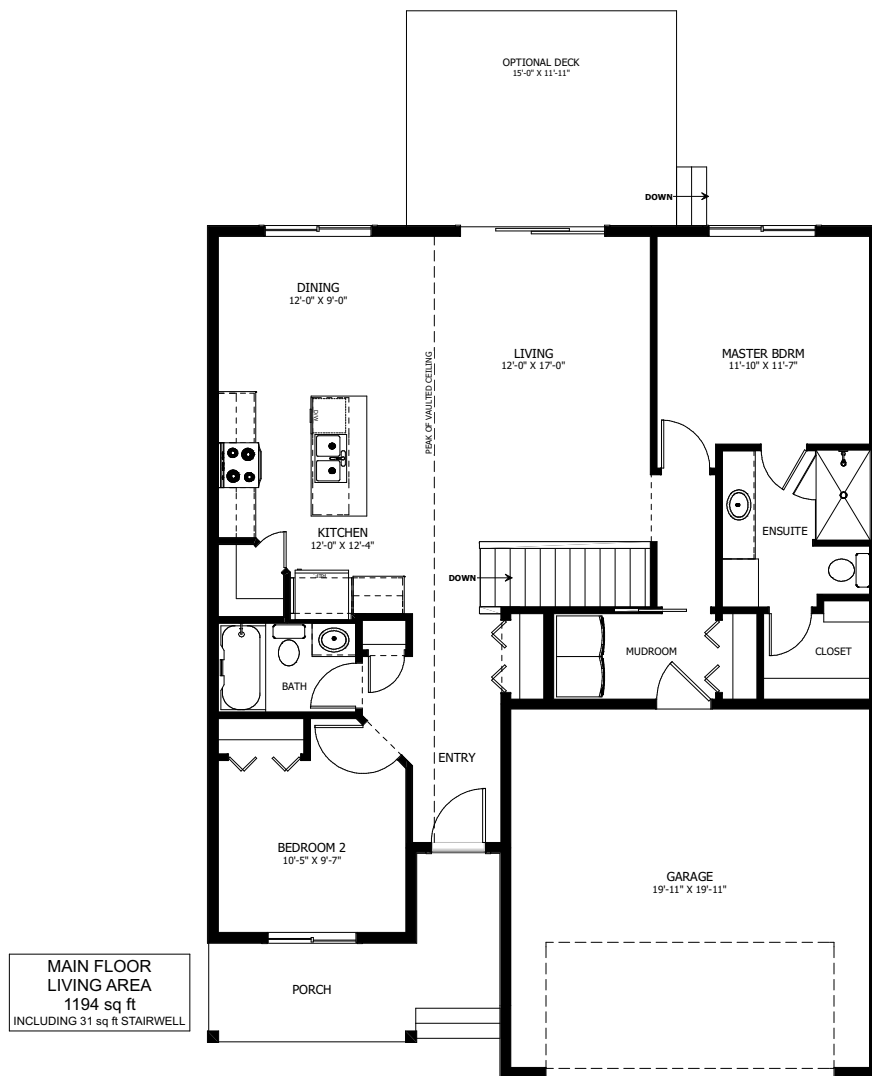 OPTIONAL DECK
15'-0" X 11'-11"
DOWN
DINING
12'-0" X 9'-0"
LIVING
12'-0" X 17'-0"
MASTER BDRM
11'-10" X 11'-7"
PEAK OF VAULTED CEILING
D/W
KITCHEN
12'-0" X 12'-4"
ENSUITE
DOWN
MUDROOM
CLOSET
BATH
ENTRY
BEDROOM 2
10'-5" X 9'-7"
GARAGE
19'-11" X 19'-11"
MAIN FLOOR
LIVING AREA
1194 sq ft
INCLUDING 31 sq ft STAIRWELL
PORCH